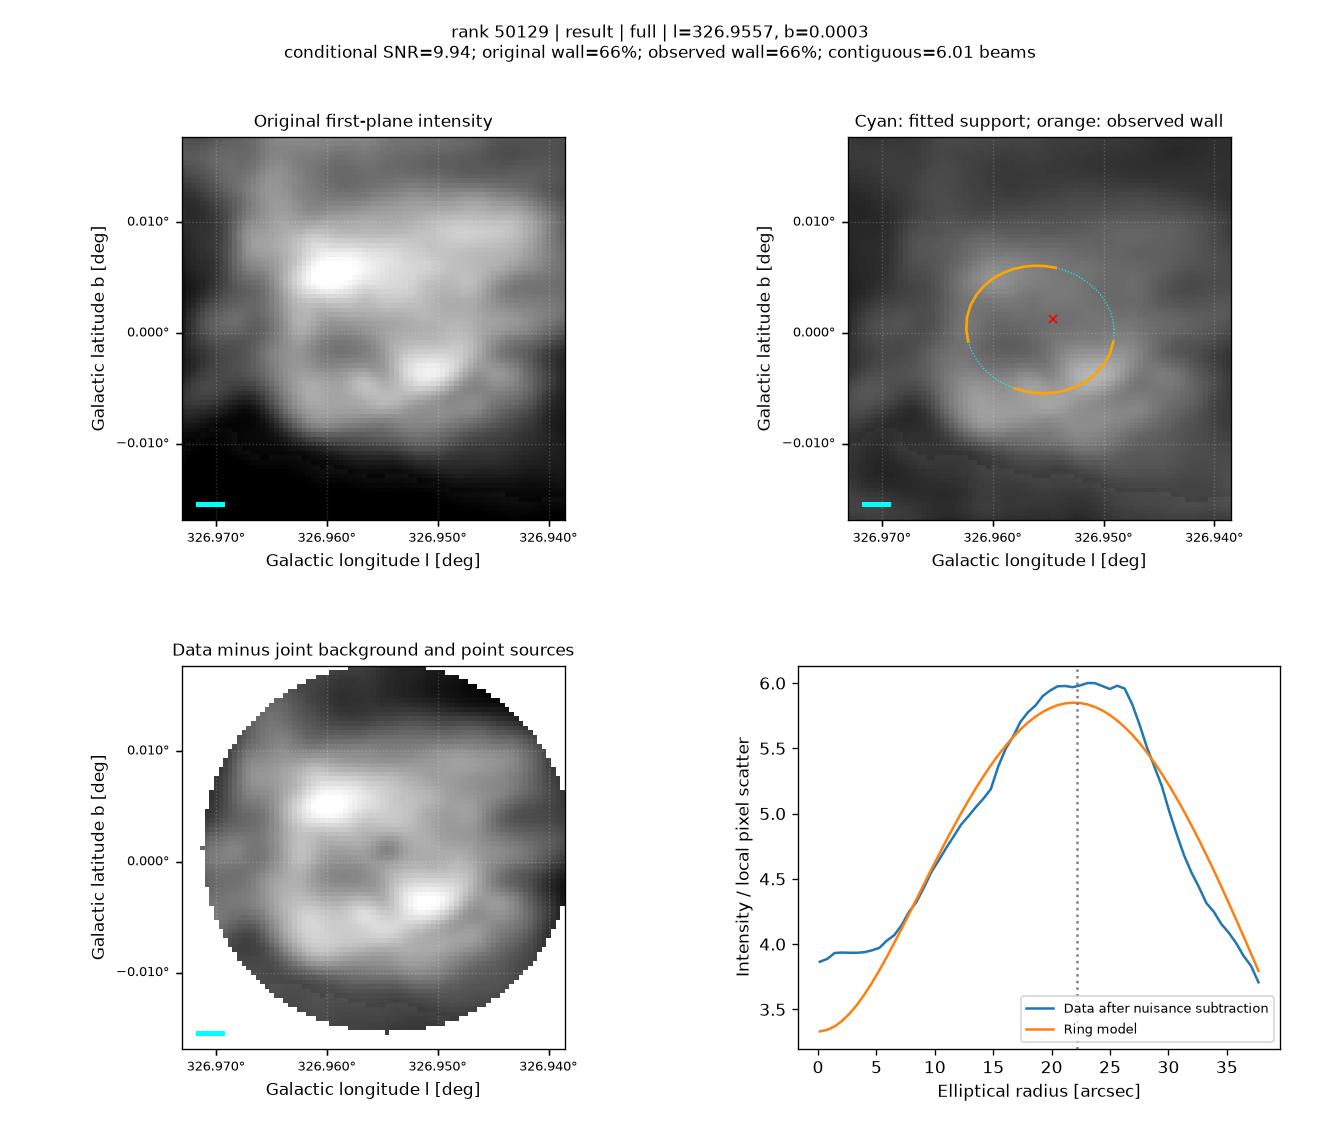 rank 50129 | result | full | l=326.9557, b=0.0003
conditional SNR=9.94; original wall=66%; observed wall=66%; contiguous=6.01 beams
Original first-plane intensity
Galactic latitude b [deg]
0.010°
0.000°
−0.010°
326.970°
326.960°
326.950°
326.940°
Galactic longitude l [deg]
Cyan: fitted support; orange: observed wall
Galactic latitude b [deg]
0.010°
0.000°
−0.010°
326.970°
326.960°
326.950°
326.940°
Galactic longitude l [deg]
Data minus joint background and point sources
Galactic latitude b [deg]
0.010°
0.000°
−0.010°
326.970°
326.960°
326.950°
326.940°
Galactic longitude l [deg]
Intensity / local pixel scatter
6.0
5.5
5.0
4.5
4.0
3.5
Data after nuisance subtraction
Ring model
0
5
10
15
20
25
30
35
Elliptical radius [arcsec]